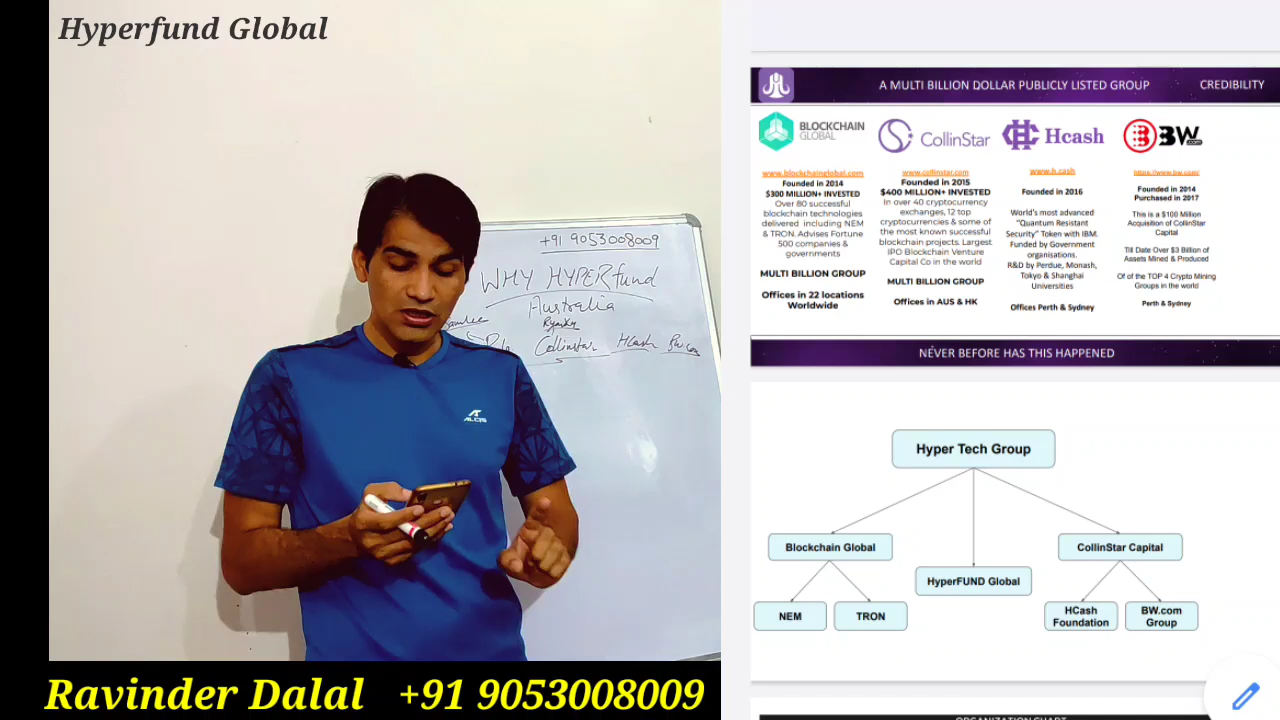 Hyperfund Global
+91 9053008009
WHY HYPERfund
Australia
Collinstar HCash
ALCIS
Ravinder Dalal +91 9053008009
A MULTI BILLION DOLLAR PUBLICLY LISTED GROUP CREDIBILITY
BLOCKCHAIN
GLOBAL
www.blockchainglobal.com
Founded in 2014
$300 MILLION+ INVESTED
Over 80 successful
blockchain technologies
delivered including NEM
& TRON. Advises Fortune
500 companies &
governments
MULTI BILLION GROUP
Offices in 22 locations
Worldwide
CollinStar
www.collinstar.com
Founded in 2015
$400 MILLION+ INVESTED
In over 40 cryptocurrency
exchanges, 12 top
cryptocurrencies & some of
the most known successful
blockchain projects. Largest
IPO Blockchain Venture
Capital Co in the world
MULTI BILLION GROUP
Offices in AUS & HK
Hcash
www.h.cash
Founded in 2016
World's most advanced
“Quantum Resistant
Security” Token with IBM.
Funded by Government
organisations.
R&D by Perdue, Monash,
Tokyo & Shanghai
Universities
Offices Perth & Sydney
BW.com
https://www.bw.com/
Founded in 2014
Purchased in 2017
This is a $100 Million
Acquisition of CollinStar
Capital
Till Date Over $3 Billion of
Assets Mined & Produced
Of of the TOP 4 Crypto Mining
Groups in the world
Perth & Sydney
NEVER BEFORE HAS THIS HAPPENED
Hyper Tech Group
Blockchain Global
CollinStar Capital
HyperFUND Global
NEM
TRON
HCash
Foundation
BW.com
Group
ORGANIZATION CHART